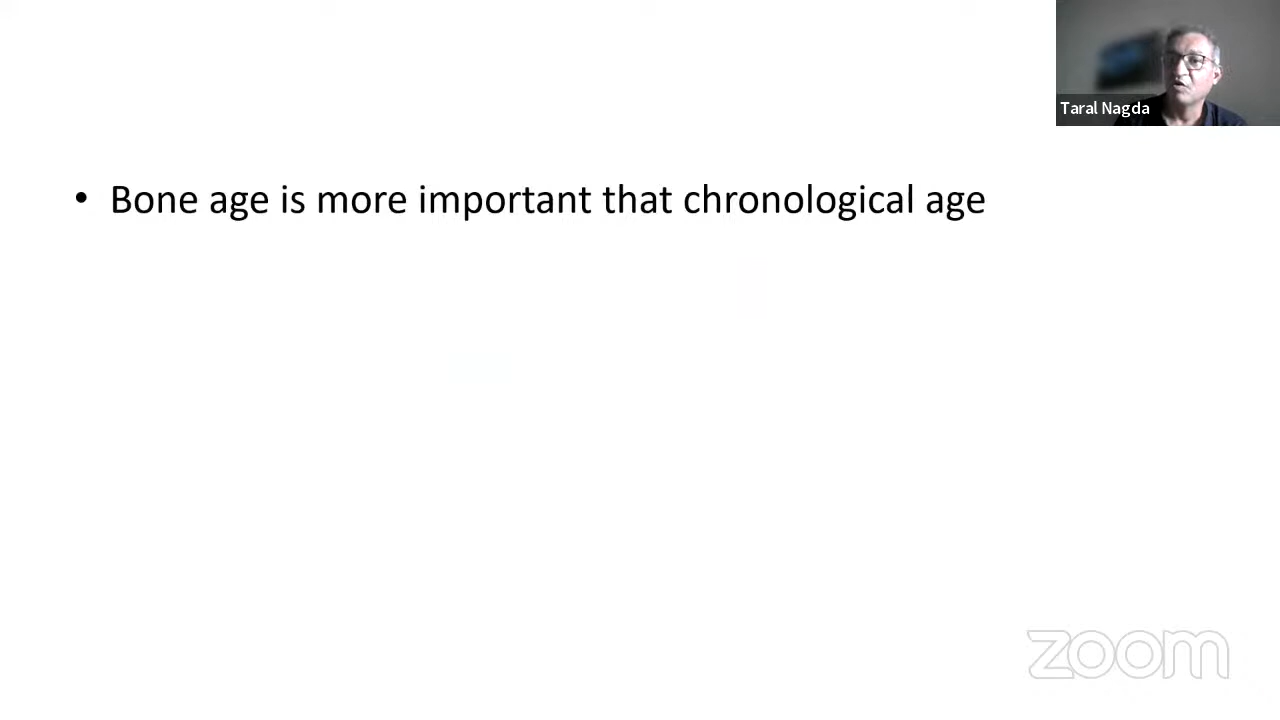 Taral Nagda
• Bone age is more important that chronological age
zoom